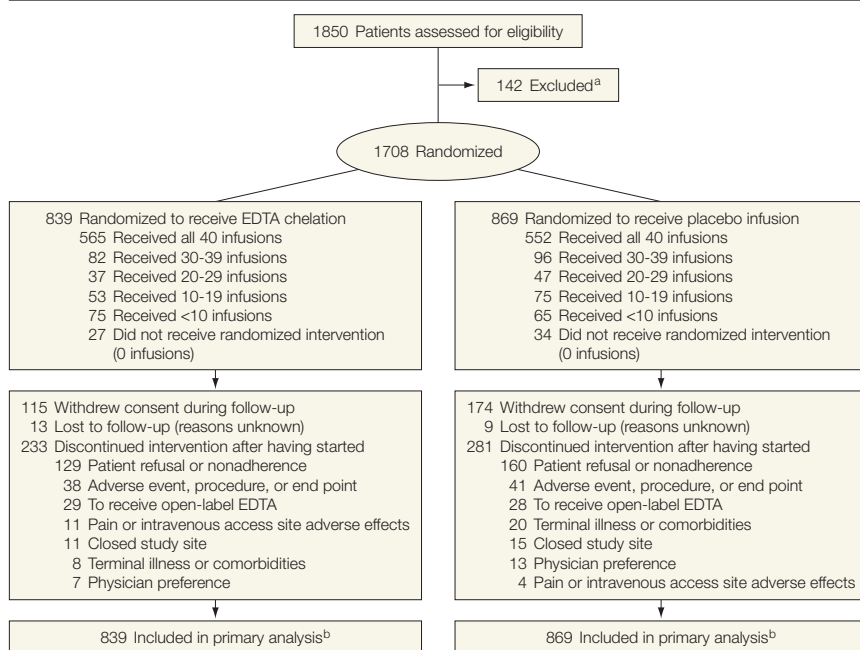 1850 Patients assessed for eligibility
142 Excludedᵃ
1708 Randomized
839 Randomized to receive EDTA chelation
565 Received all 40 infusions
82 Received 30-39 infusions
37 Received 20-29 infusions
53 Received 10-19 infusions
75 Received <10 infusions
27 Did not receive randomized intervention
(0 infusions)
869 Randomized to receive placebo infusion
552 Received all 40 infusions
96 Received 30-39 infusions
47 Received 20-29 infusions
75 Received 10-19 infusions
65 Received <10 infusions
34 Did not receive randomized intervention
(0 infusions)
115 Withdrew consent during follow-up
13 Lost to follow-up (reasons unknown)
233 Discontinued intervention after having started
129 Patient refusal or nonadherence
38 Adverse event, procedure, or end point
29 To receive open-label EDTA
11 Pain or intravenous access site adverse effects
11 Closed study site
8 Terminal illness or comorbidities
7 Physician preference
174 Withdrew consent during follow-up
9 Lost to follow-up (reasons unknown)
281 Discontinued intervention after having started
160 Patient refusal or nonadherence
41 Adverse event, procedure, or end point
28 To receive open-label EDTA
20 Terminal illness or comorbidities
15 Closed study site
13 Physician preference
4 Pain or intravenous access site adverse effects
839 Included in primary analysisᵇ
869 Included in primary analysisᵇ